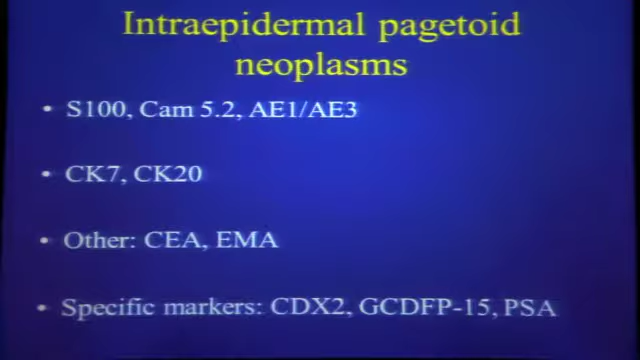 Intraepidermal pagetoid
neoplasms
• S100, Cam 5.2, AE1/AE3
• CK7, CK20
• Other: CEA, EMA
• Specific markers: CDX2, GCDFP-15, PSA